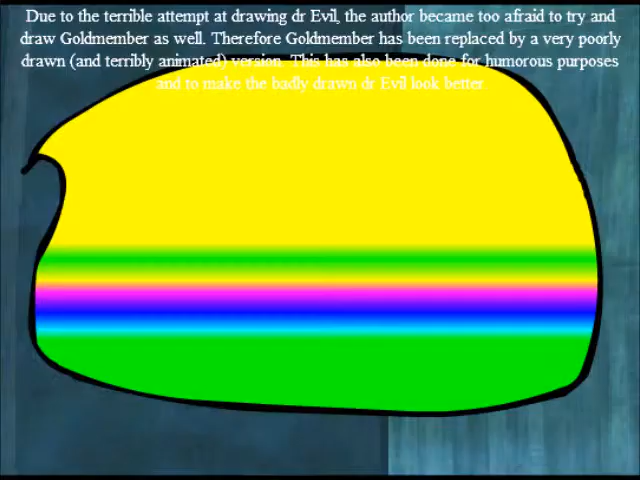 Due to the terrible attempt at drawing dr Evil, the author became too afraid to try and
draw Goldmember as well. Therefore Goldmember has been replaced by a very poorly
drawn (and terribly animated) version. This has also been done for humorous purposes
and to make the badly drawn dr Evil look better.